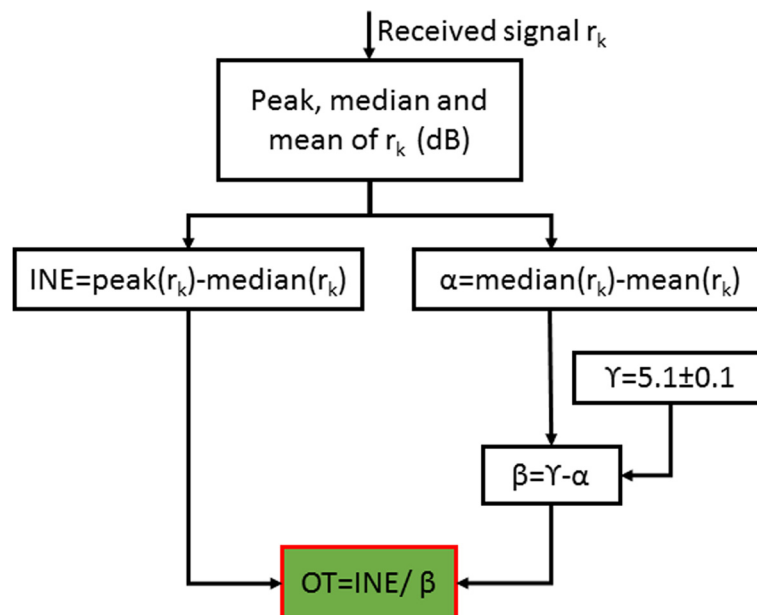 Received signal rₖ
Peak, median and
mean of rₖ (dB)
INE=peak(rₖ)-median(rₖ)
α=median(rₖ)-mean(rₖ)
ϒ=5.1±0.1
β=ϒ-α
OT=INE/ β